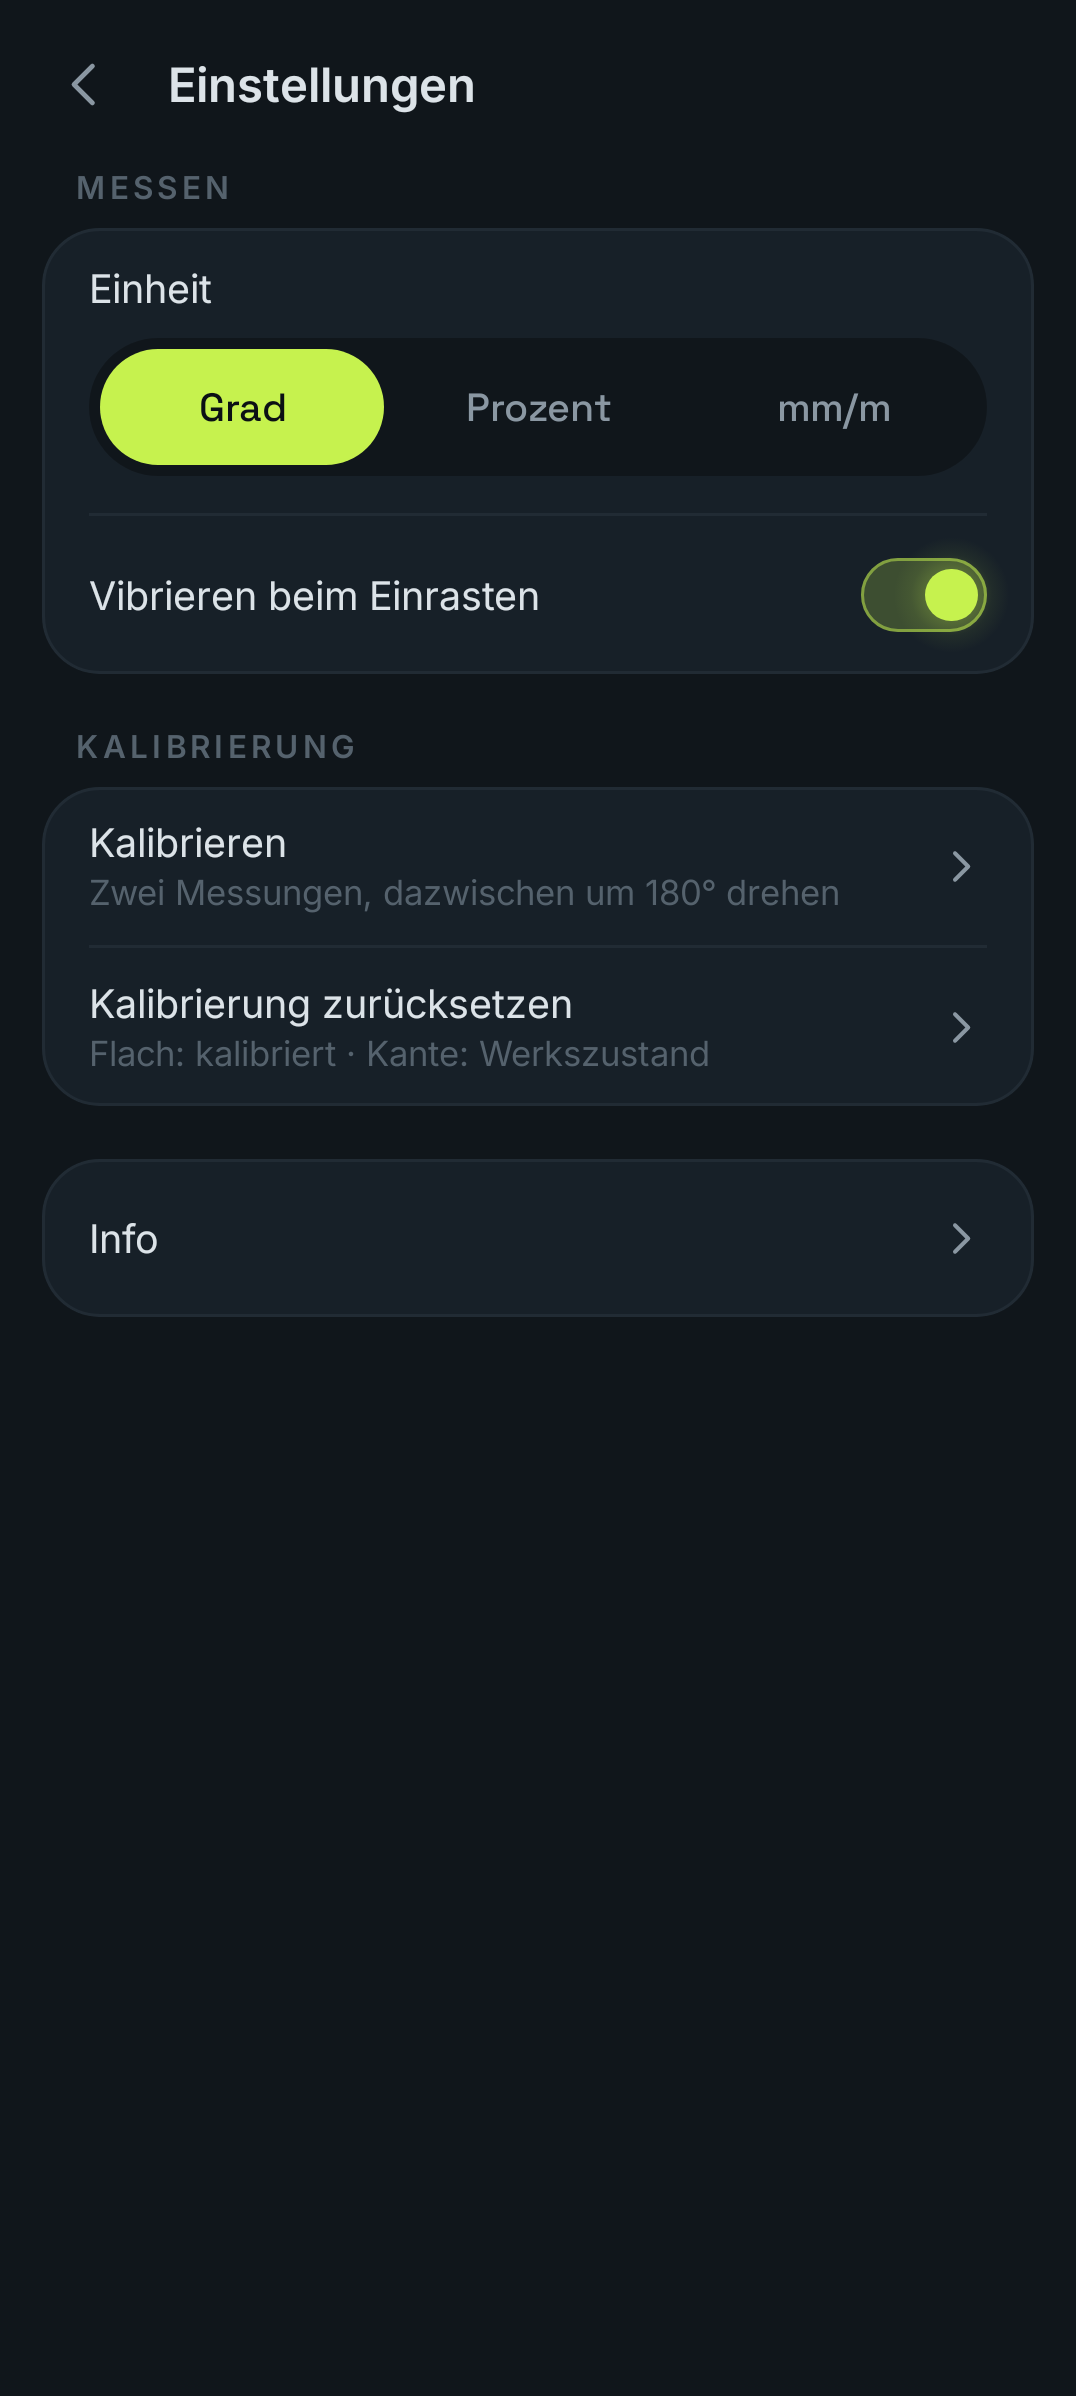 Einstellungen
MESSEN
Einheit
Grad Prozent mm/m
Vibrieren beim Einrasten
KALIBRIERUNG
Kalibrieren
Zwei Messungen, dazwischen um 180° drehen
Kalibrierung zurücksetzen
Flach: kalibriert · Kante: Werkszustand
Info